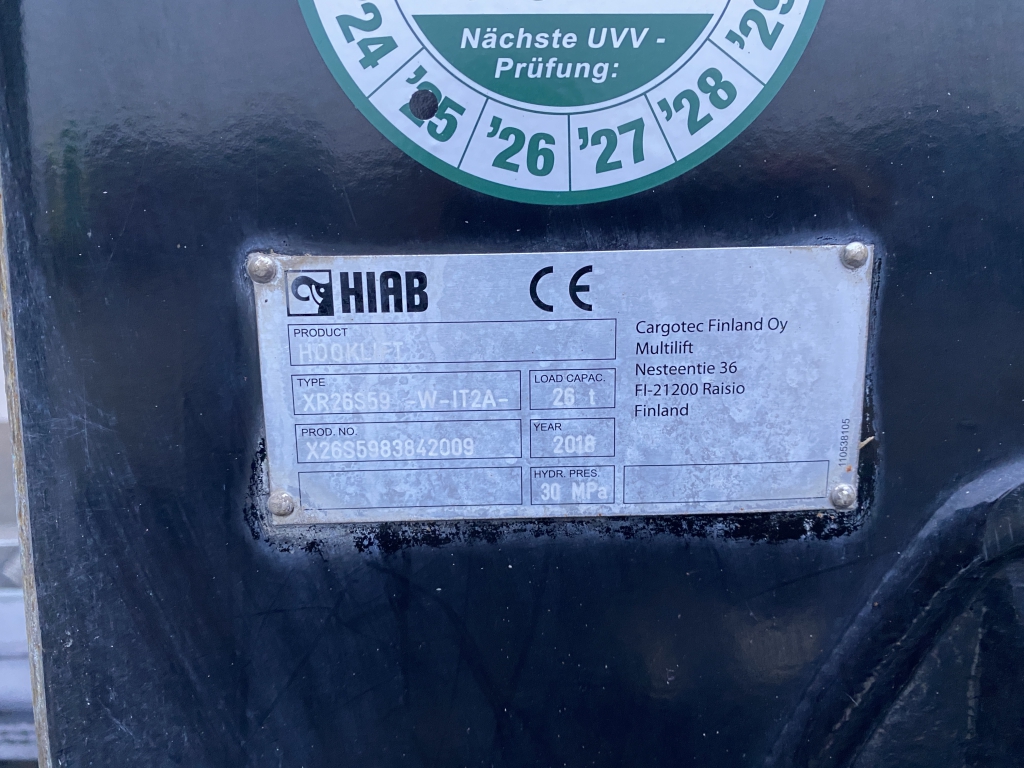 '24 '25 '26 '27 '28 '29
Nächste UVV -
Prüfung:
HIAB CE
PRODUCT
HOOKLIFT
TYPE
XR26S59 -W-IT2A-
LOAD CAPAC.
26 t
PROD. NO.
X26S5983842009
YEAR
2018
HYDR. PRES.
30 MPa
Cargotec Finland Oy
Multilift
Nesteentie 36
FI-21200 Raisio
Finland
110538105